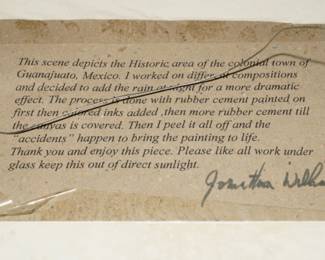 This scene depicts the Historic area of the colonial town of
Guanajuato, Mexico. I worked on different compositions
and decided to add the rain at night for a more dramatic
effect. The process is done with rubber cement painted on
first then colored inks added ,then more rubber cement till
the canvas is covered. Then I peel it all off and the
"accidents" happen to bring the painting to life.
Thank you and enjoy this piece. Please like all work under
glass keep this out of direct sunlight.